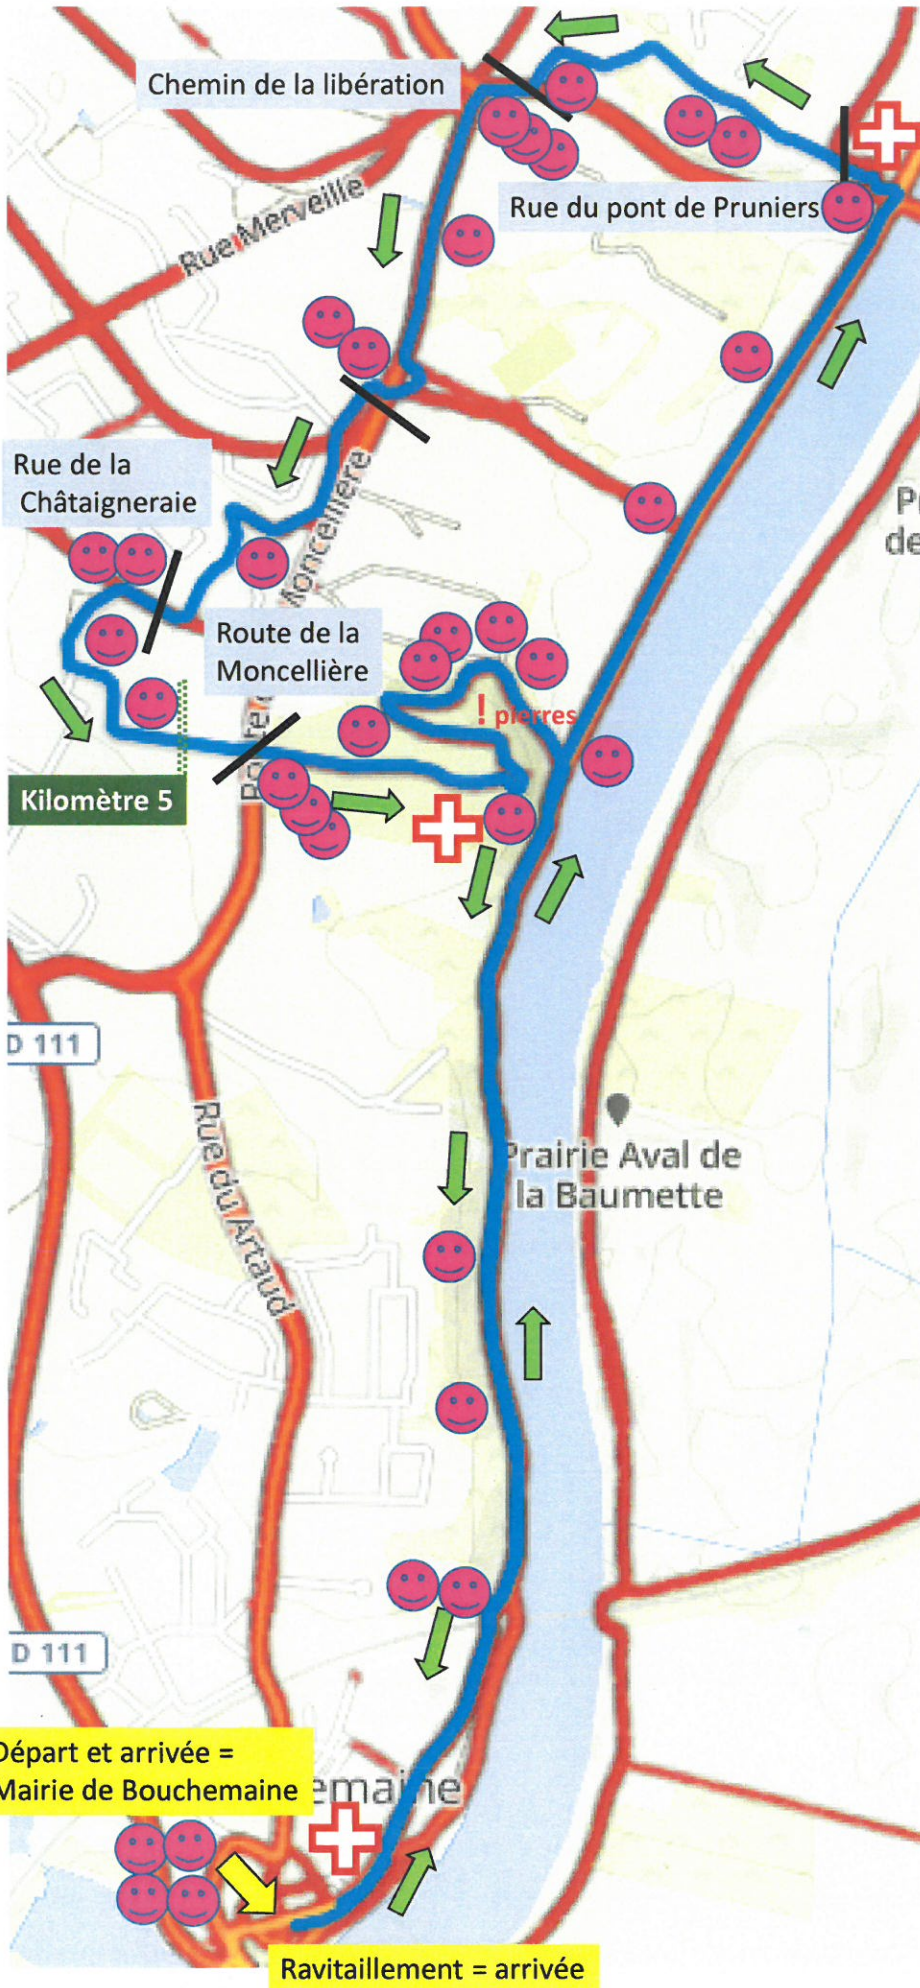 Chemin de la libération
Rue Merveille
Rue du pont de Pruniers
Rue de la
Châtaigneraie
Moncellière
Route de la
Moncellière
! pierres
Kilomètre 5
D 111
Rue du Artaud
Prairie Aval de
la Baumette
D 111
Départ et arrivée =
Mairie de Bouchemaine
emaine
Ravitaillement = arrivée